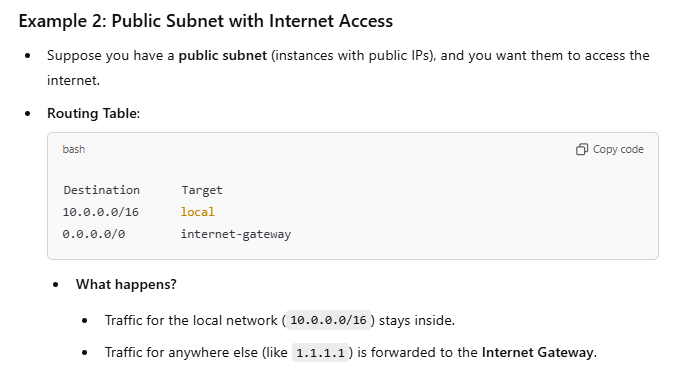 Example 2: Public Subnet with Internet Access
Suppose you have a public subnet (instances with public IPs), and you want them to access the
internet.
Routing Table:
bash
Copy code
Destination Target
10.0.0.0/16 local
0.0.0.0/0 internet-gateway
What happens?
Traffic for the local network ( 10.0.0.0/16 ) stays inside.
Traffic for anywhere else (like 1.1.1.1 ) is forwarded to the Internet Gateway.